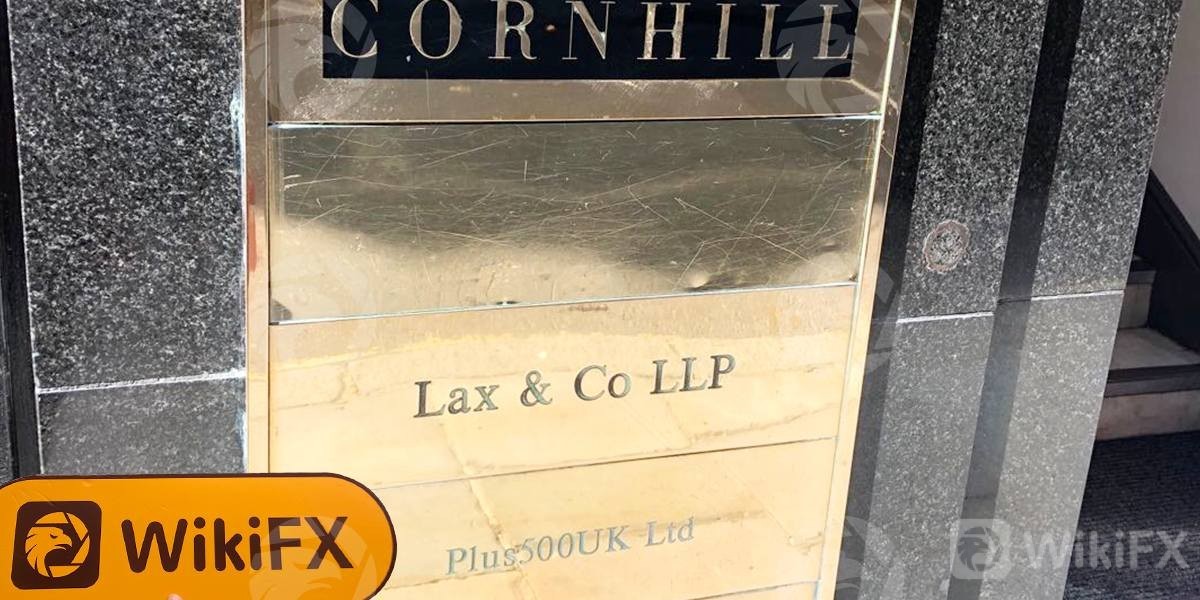 CORNHILL
Lax & Co LLP
Plus500UK Ltd
WikiFX
WikiFX